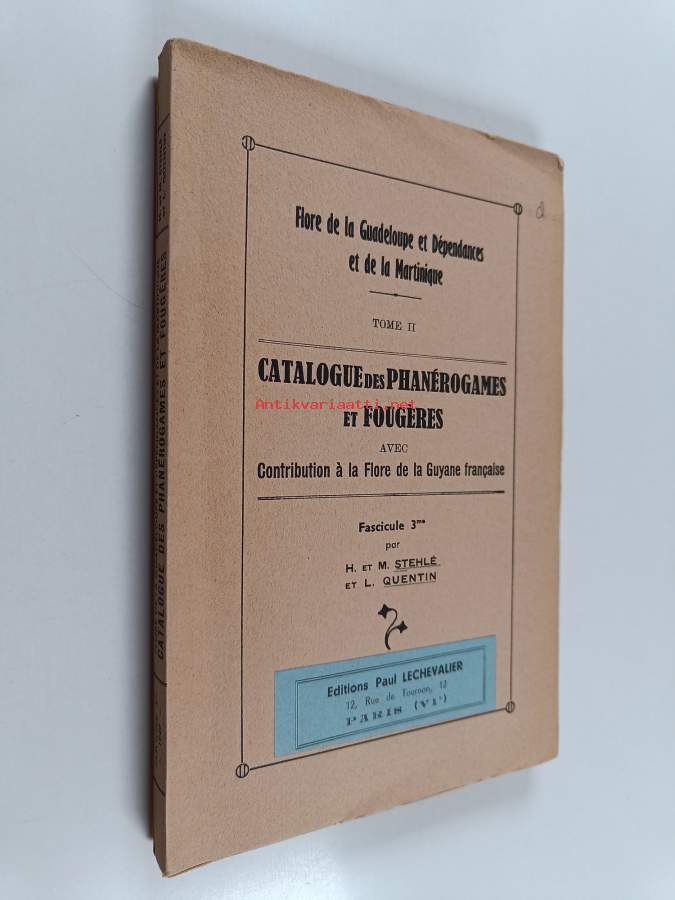 Flore de la Guadeloupe et Dépendances
et de la Martinique
TOME II
CATALOGUE DES PHANÉROGAMES
ET FOUGÈRES
AVEC
Contribution à la Flore de la Guyane française
Fascicule 3me
par
H. ET M. STEHLÉ
ET L. QUENTIN
Editions Paul LECHEVALIER
12, Rue de Tournon, 12
PARIS (VIe)
Antikvariaatti.net
CATALOGUE DES PHANÉROGAMES ET FOUGÈRES